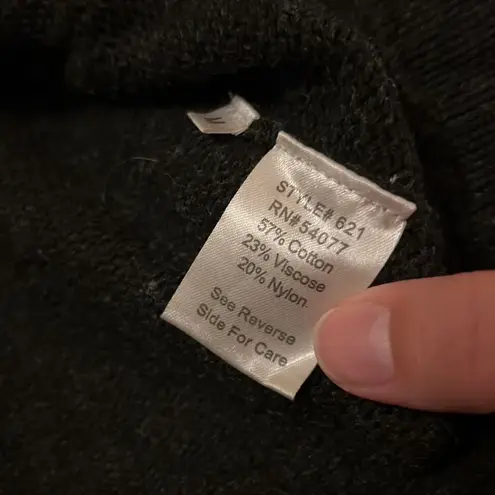 M
STYLE# 621
RN# 54077
57% Cotton
23% Viscose
20% Nylon
See Reverse
Side For Care